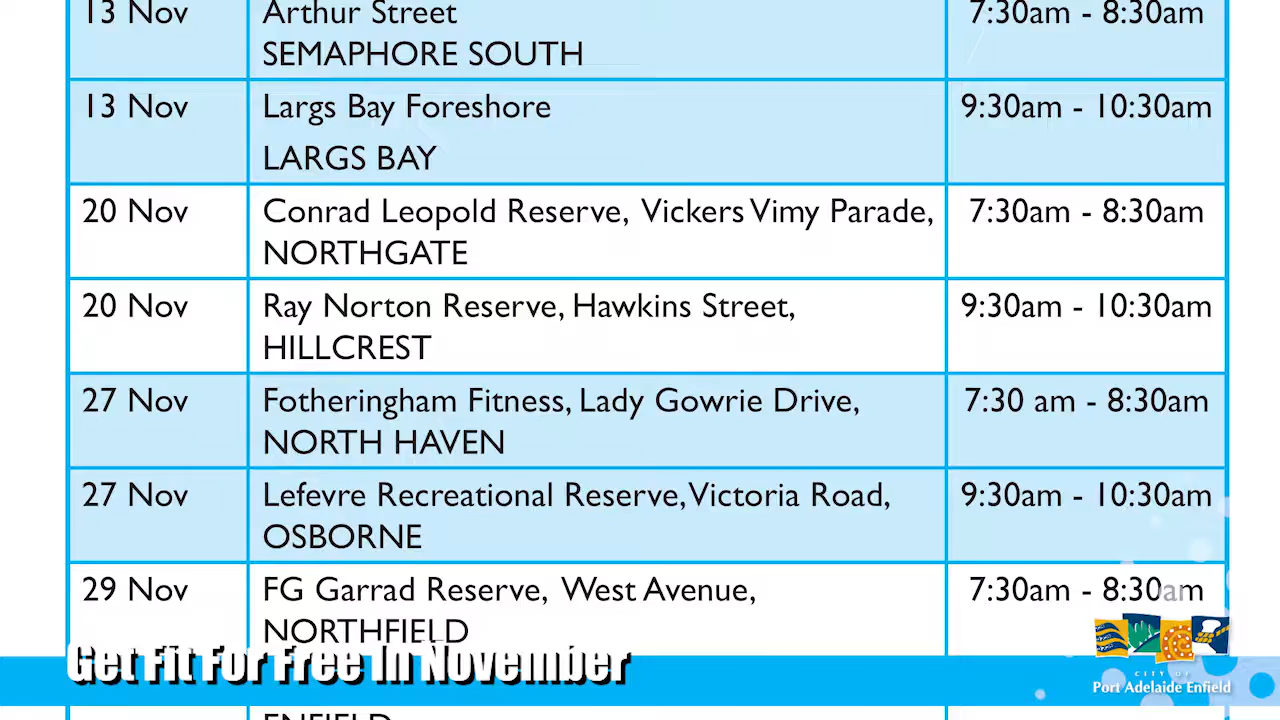 13 Nov Arthur Street 7:30am - 8:30am
SEMAPHORE SOUTH
13 Nov Largs Bay Foreshore 9:30am - 10:30am
LARGS BAY
20 Nov Conrad Leopold Reserve, Vickers Vimy Parade, 7:30am - 8:30am
NORTHGATE
20 Nov Ray Norton Reserve, Hawkins Street, 9:30am - 10:30am
HILLCREST
27 Nov Fotheringham Fitness, Lady Gowrie Drive, 7:30 am - 8:30am
NORTH HAVEN
27 Nov Lefevre Recreational Reserve, Victoria Road, 9:30am - 10:30am
OSBORNE
29 Nov FG Garrad Reserve, West Avenue, 7:30am - 8:30am
NORTHFIELD
Get Fit For Free In November
CITY OF
Port Adelaide Enfield
ENFIELD